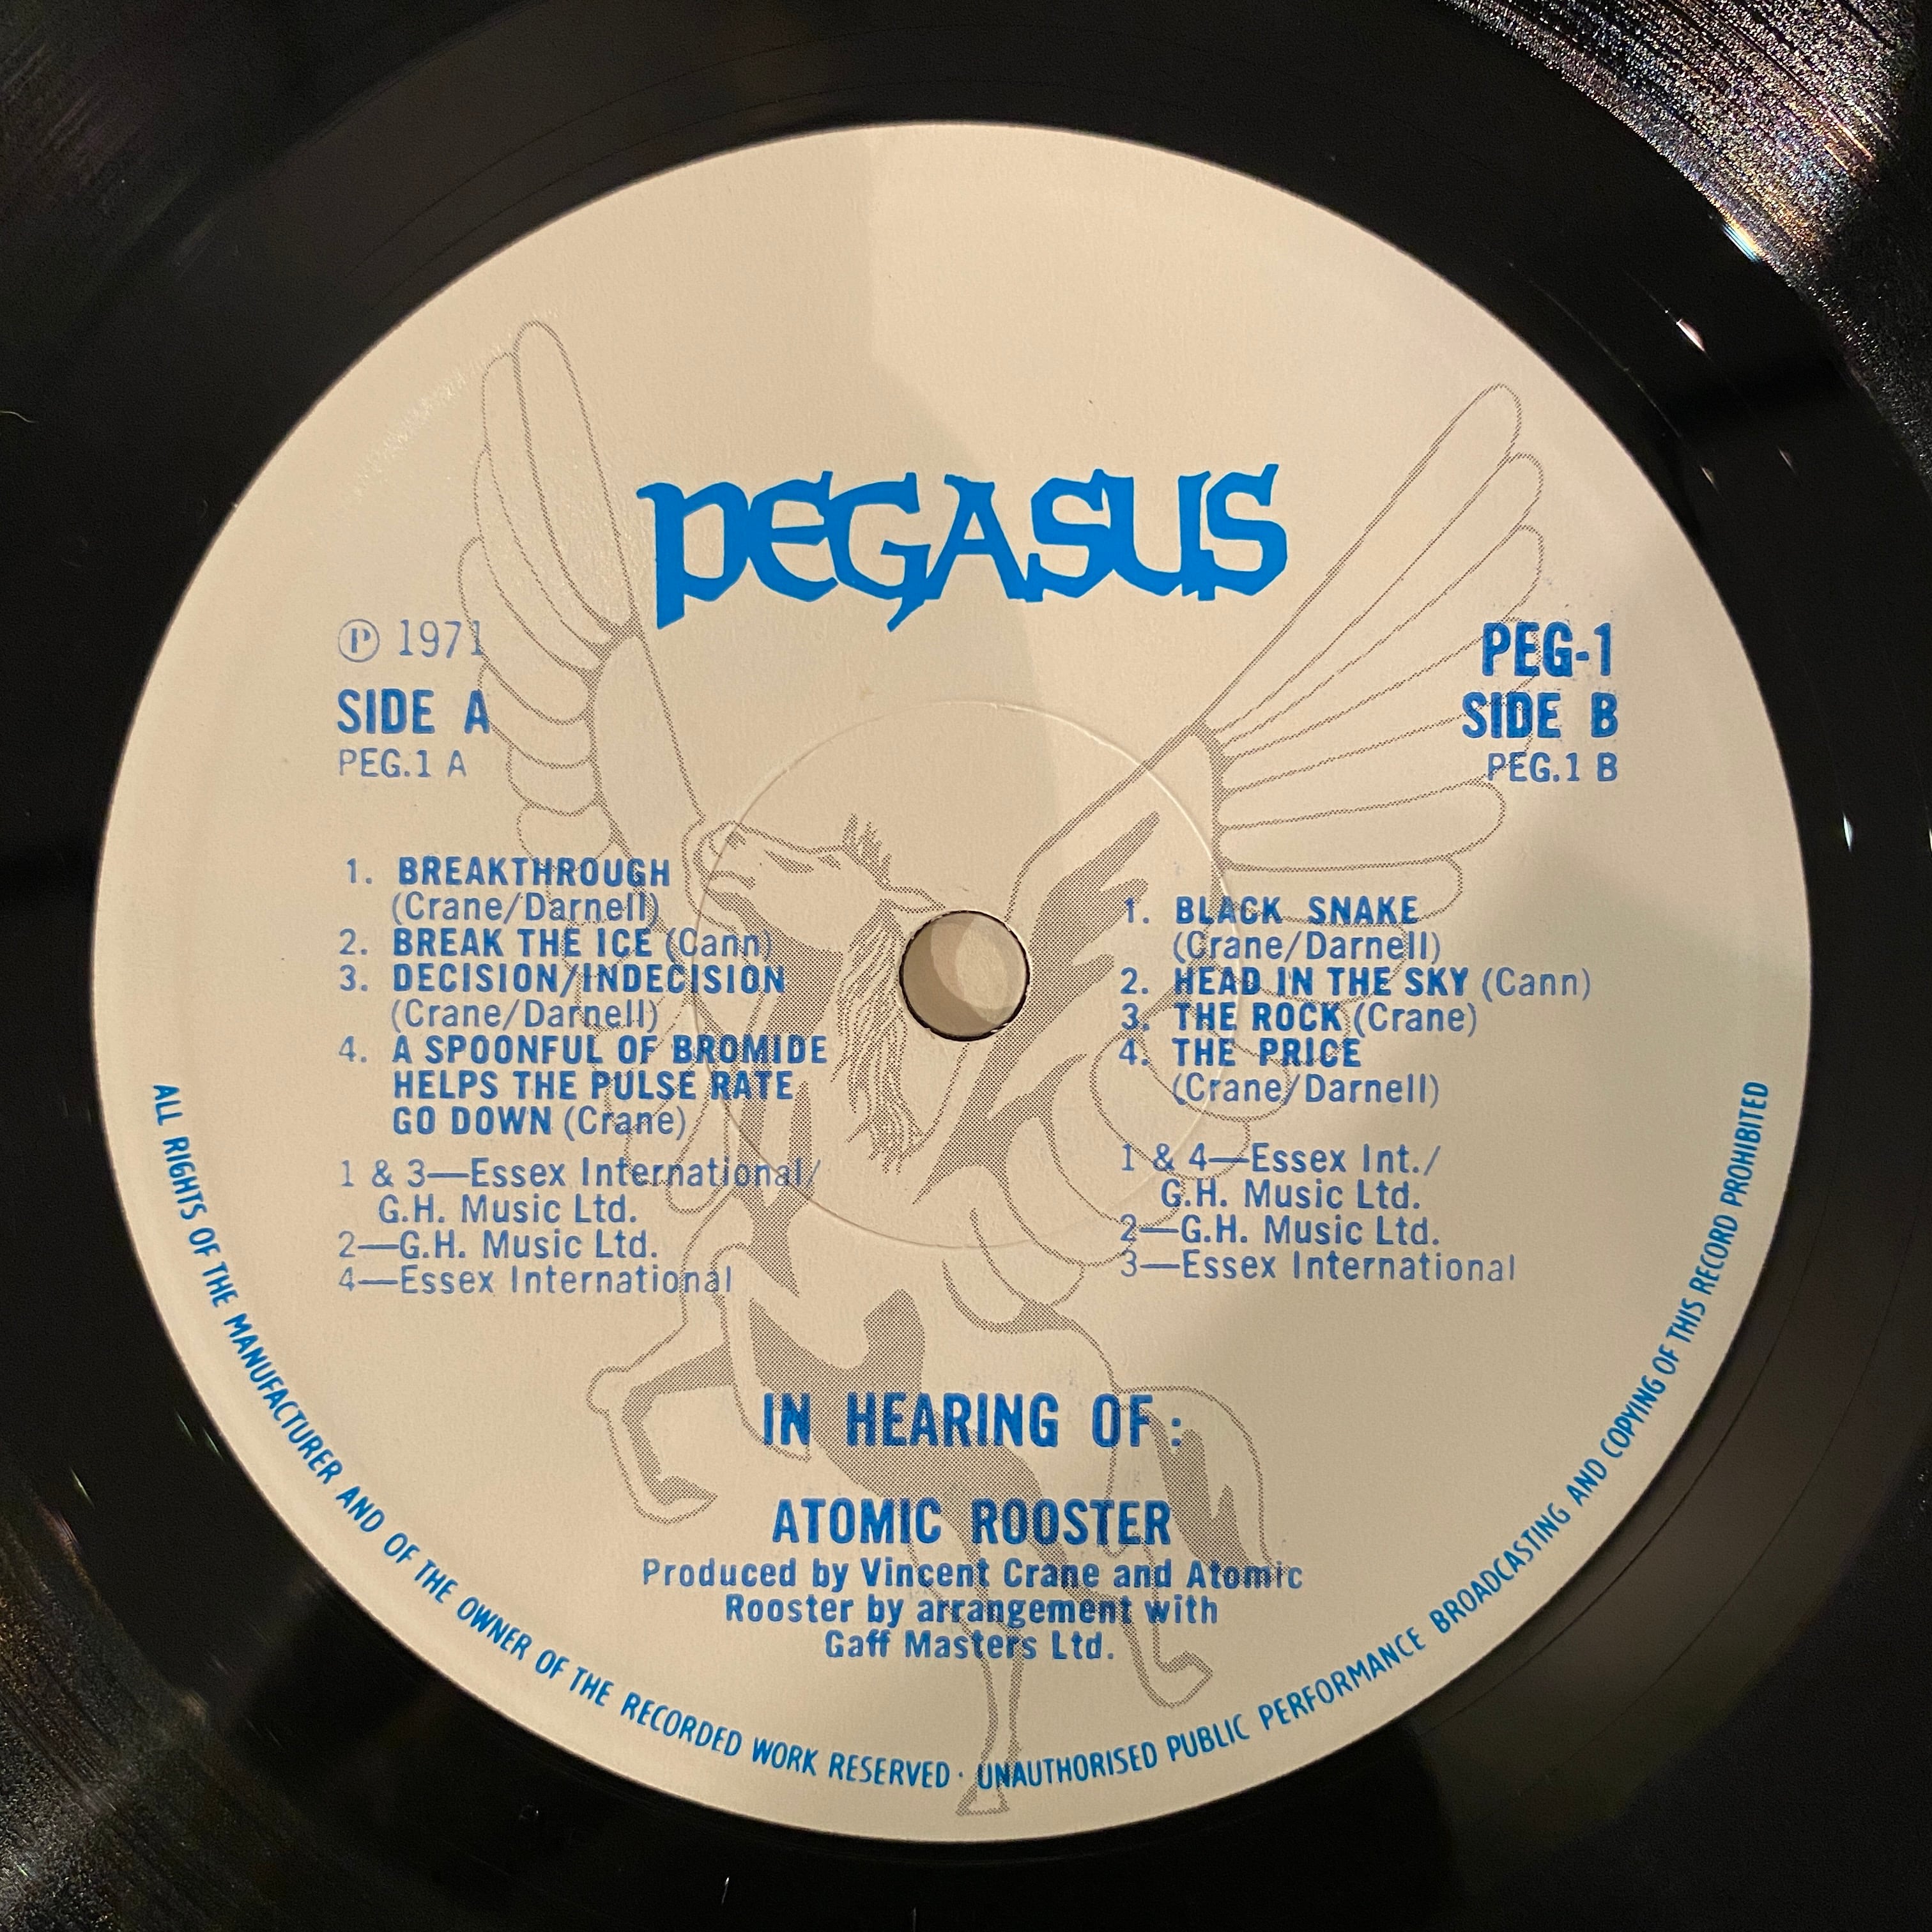 PEGASUS
Ⓟ 1971
SIDE A
PEG.1 A
PEG-1
SIDE B
PEG.1 B
1. BREAKTHROUGH
(Crane/Darnell)
2. BREAK THE ICE (Cann)
3. DECISION/INDECISION
(Crane/Darnell)
4. A SPOONFUL OF BROMIDE
HELPS THE PULSE RATE
GO DOWN (Crane)
1 & 3—Essex International/
G.H. Music Ltd.
2—G.H. Music Ltd.
4—Essex International
1. BLACK SNAKE
(Crane/Darnell)
2. HEAD IN THE SKY (Cann)
3. THE ROCK (Crane)
4. THE PRICE
(Crane/Darnell)
1 & 4—Essex Int./
G.H. Music Ltd.
2—G.H. Music Ltd.
3—Essex International
IN HEARING OF:
ATOMIC ROOSTER
Produced by Vincent Crane and Atomic
Rooster by arrangement with
Gaff Masters Ltd.
ALL RIGHTS OF THE MANUFACTURER AND OF THE OWNER OF THE RECORDED WORK RESERVED · UNAUTHORISED PUBLIC PERFORMANCE BROADCASTING AND COPYING OF THIS RECORD PROHIBITED